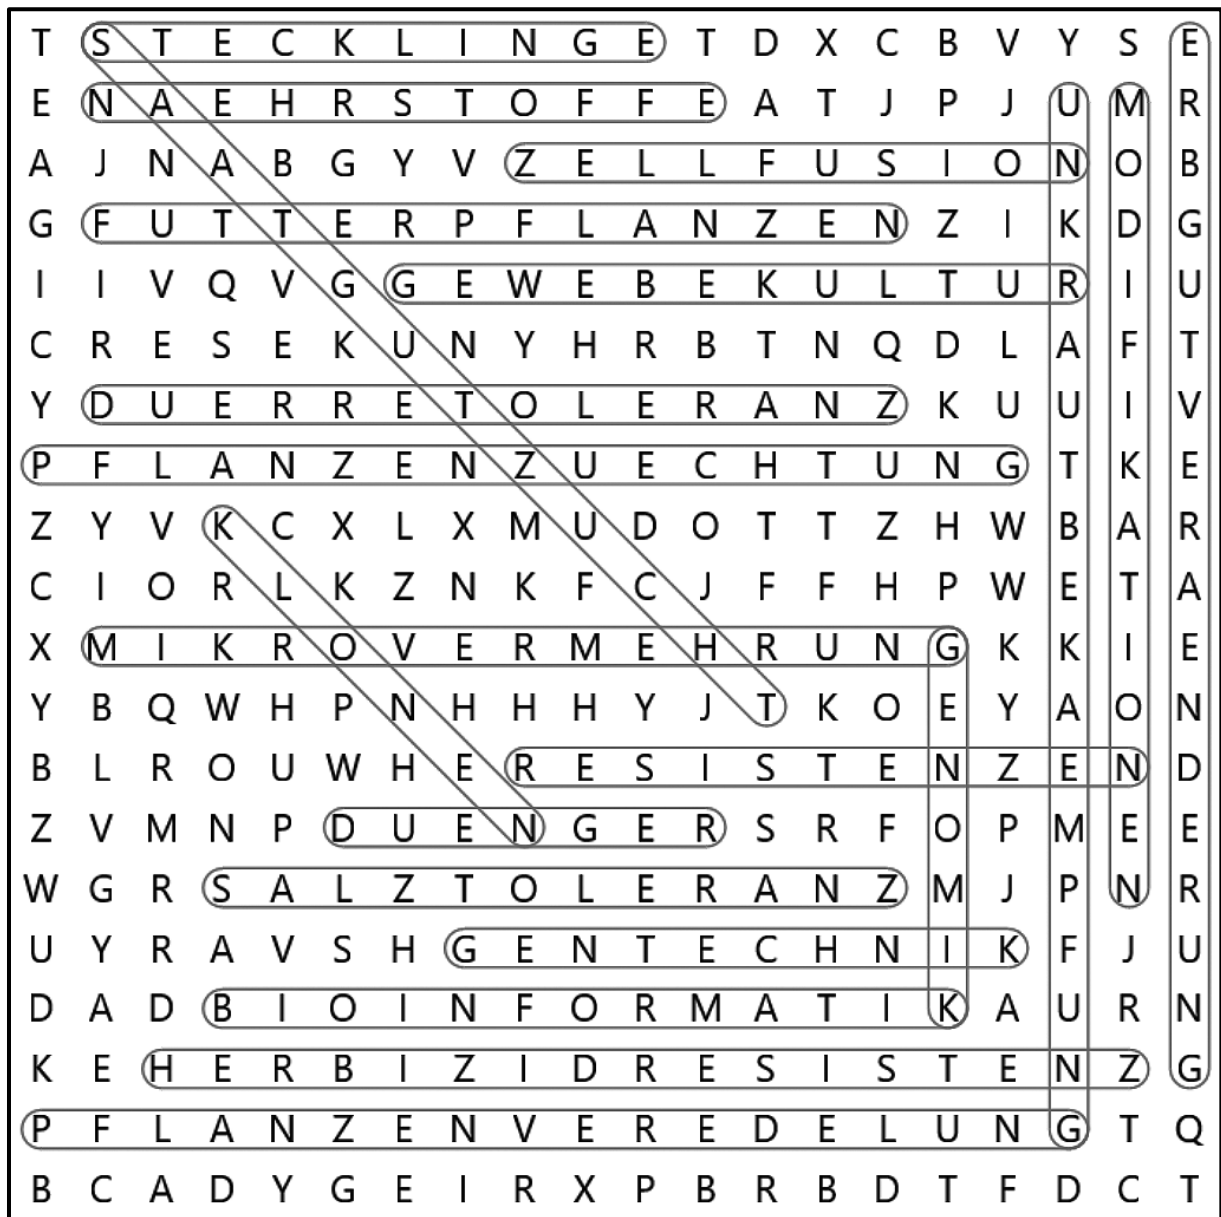 T S T E C K L I N G E T D X C B V Y S E
E N A E H R S T O F F E A T J P J U M R
A J N A B G Y V Z E L L F U S I O N O B
G F U T T E R P F L A N Z E N Z I K D G
I I V Q V G G E W E B E K U L T U R I U
C R E S E K U N Y H R B T N Q D L A F T
Y D U E R R E T O L E R A N Z K U U I V
P F L A N Z E N Z U E C H T U N G T K E
Z Y V K C X L X M U D O T T Z H W B A R
C I O R L K Z N K F C J F F H P W E T A
X M I K R O V E R M E H R U N G K K I E
Y B Q W H P N H H H Y J T K O E Y A O N
B L R O U W H E R E S I S T E N Z E N D
Z V M N P D U E N G E R S R F O P M E E
W G R S A L Z T O L E R A N Z M J P N R
U Y R A V S H G E N T E C H N I K F J U
D A D B I O I N F O R M A T I K A U R N
K E H E R B I Z I D R E S I S T E N Z G
P F L A N Z E N V E R E D E L U N G T Q
B C A D Y G E I R X P B R B D T F D C T